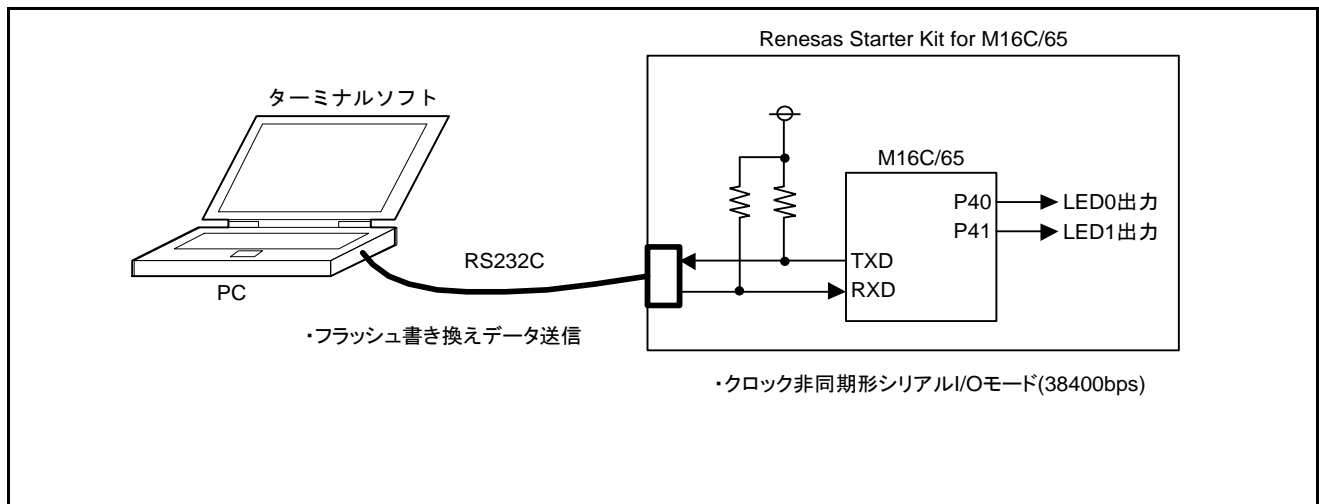 Renesas Starter Kit for M16C/65
ターミナルソフト
M16C/65
P40
LED0出力
P41
LED1出力
RS232C
TXD
RXD
PC
・フラッシュ書き換えデータ送信
・クロック非同期形シリアルI/Oモード(38400bps)